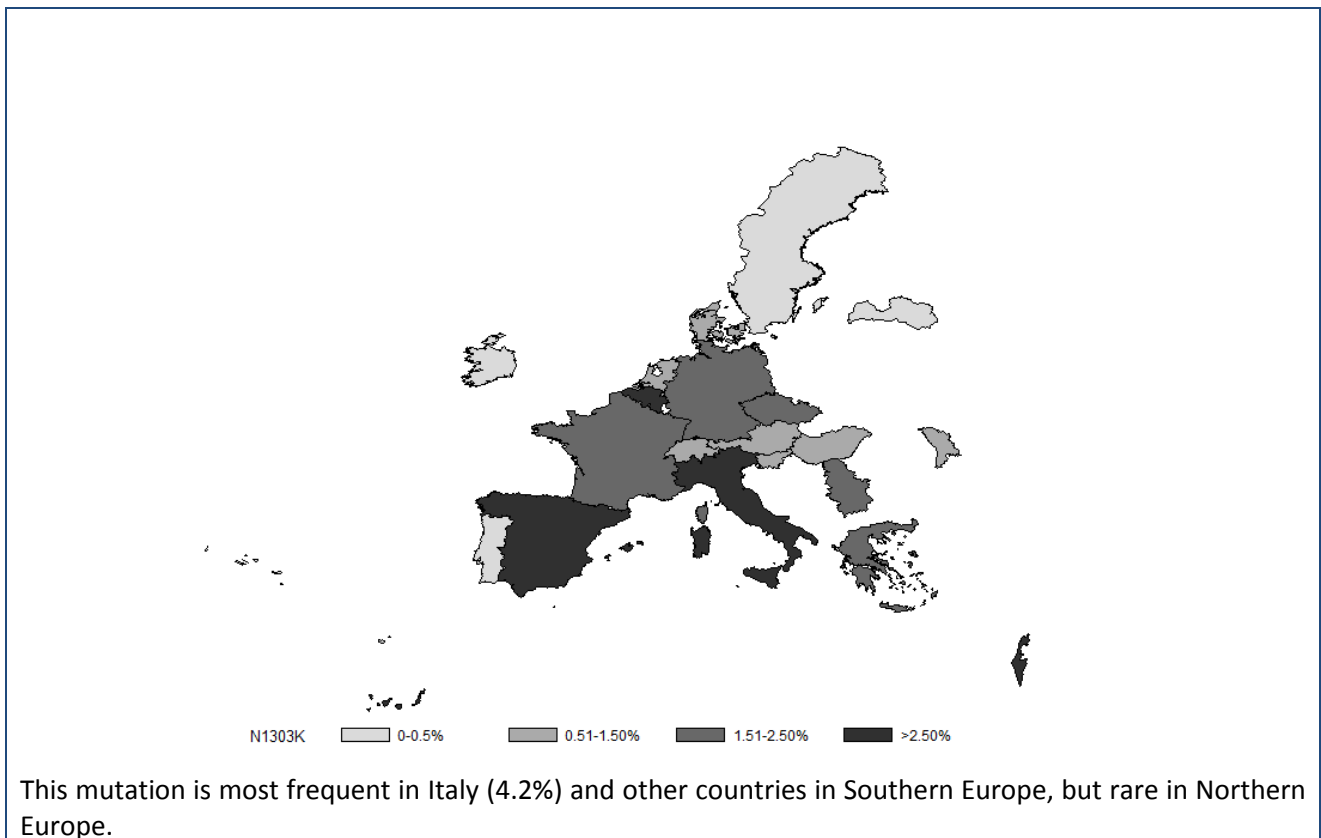 N1303K 0-0.5% 0.51-1.50% 1.51-2.50% >2.50%
This mutation is most frequent in Italy (4.2%) and other countries in Southern Europe, but rare in Northern
Europe.